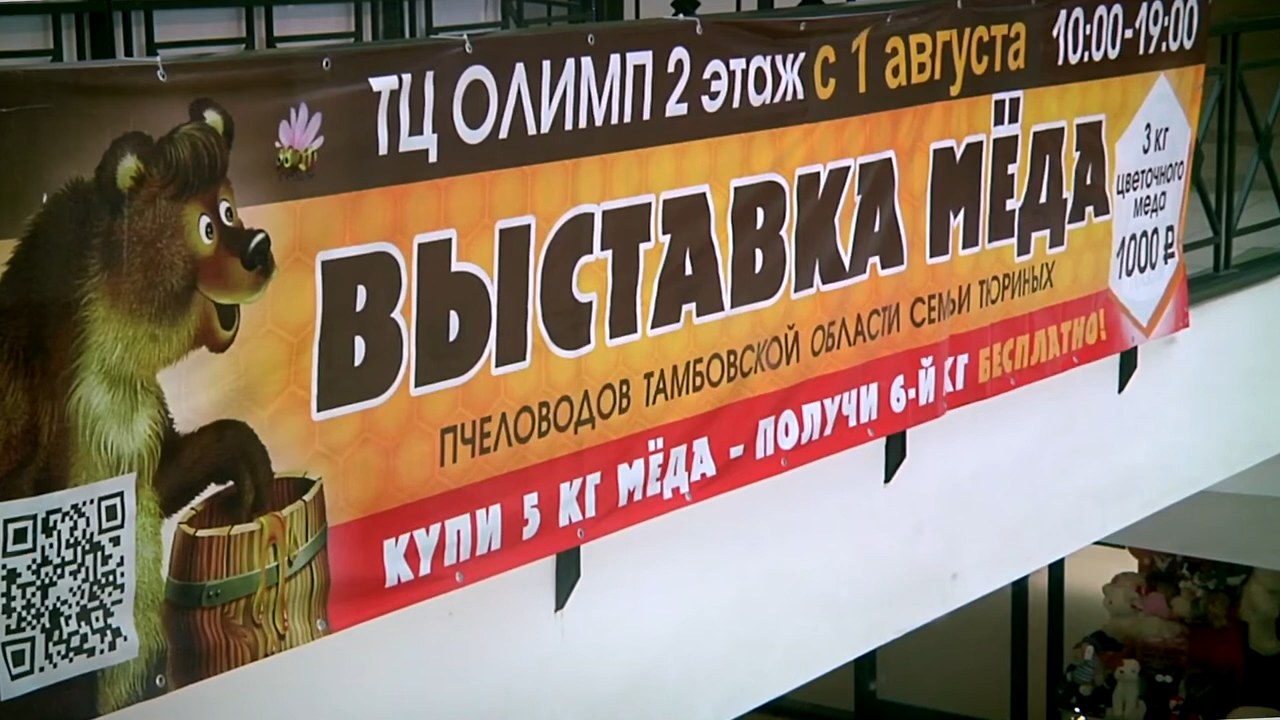 ТЦ ОЛИМП 2 этаж с 1 августа 10:00-19:00
ВЫСТАВКА МЁДА
ПЧЕЛОВОДОВ ТАМБОВСКОЙ ОБЛАСТИ СЕМЬИ ТЮРИНЫХ
КУПИ 5 КГ МЁДА - ПОЛУЧИ 6-Й КГ БЕСПЛАТНО!
3 кг
цветочного
меда
1000 ₽